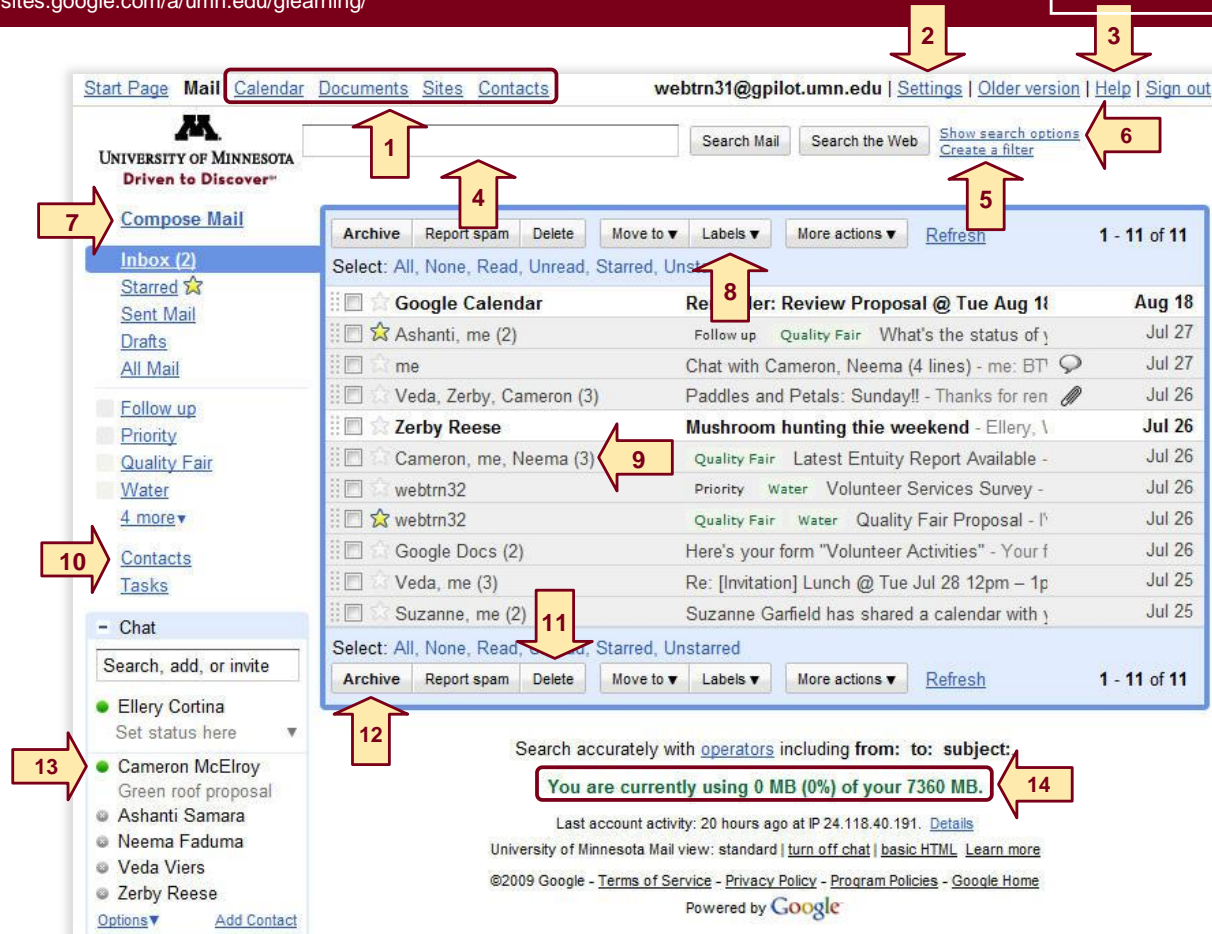 sites.google.com/a/umn.edu/glearning/
2
3
Start Page Mail Calendar Documents Sites Contacts webtrn31@gpilot.umn.edu | Settings | Older version | Help | Sign out
M
1
Search Mail Search the Web Show search options
Create a filter
6
UNIVERSITY OF MINNESOTA
Driven to Discover℠
4
5
7 Compose Mail
Archive Report spam Delete Move to ▼ Labels ▼ More actions ▼ Refresh 1 - 11 of 11
Inbox (2)
Select: All, None, Read, Unread, Starred,
8
Starred
Google Calendar Review Proposal @ Tue Aug Aug 18
Sent Mail
Ashanti, me (2) Follow up Quality Fair What's the status of Jul 27
Drafts
me Chat with Cameron, Neema (4 lines) - me: Jul 27
All Mail
Veda, Zerby, Cameron (3) Paddles and Petals: Sunday!! - Thanks for Jul 26
Follow up
Zerby Reese Mushroom hunting thie weekend - Ellery, Jul 26
Priority
Cameron, me, Neema (3) 9 Quality Fair Latest Entuity Report Available - Jul 26
Quality Fair
webtrn32 Priority Water Volunteer Services Survey - Jul 26
Water
webtrn32 Quality Fair Water Quality Fair Proposal - Jul 26
4 more▼
Google Docs (2) Here's your form "Volunteer Activities" - Your Jul 26
10 Contacts
Veda, me (3) Re: [Invitation] Lunch @ Tue Jul 28 12pm – Jul 25
Tasks
Suzanne, me (2) Suzanne Garfield has shared a calendar with Jul 25
11
- Chat
Select: All, None, Read, Starred, Unstarred
Search, add, or invite
Archive Report spam Delete Move to ▼ Labels ▼ More actions ▼ Refresh 1 - 11 of 11
Ellery Cortina
Set status here ▼
12
Search accurately with operators including from: to: subject:
13 Cameron McElroy
Green roof proposal
You are currently using 0 MB (0%) of your 7360 MB. 14
Ashanti Samara
Last account activity: 20 hours ago at IP 24.118.40.191. Details
Neema Faduma
University of Minnesota Mail view: standard | turn off chat | basic HTML Learn more
Veda Viers
©2009 Google - Terms of Service - Privacy Policy - Program Policies - Google Home
Zerby Reese
Powered by Google
Options▼ Add Contact